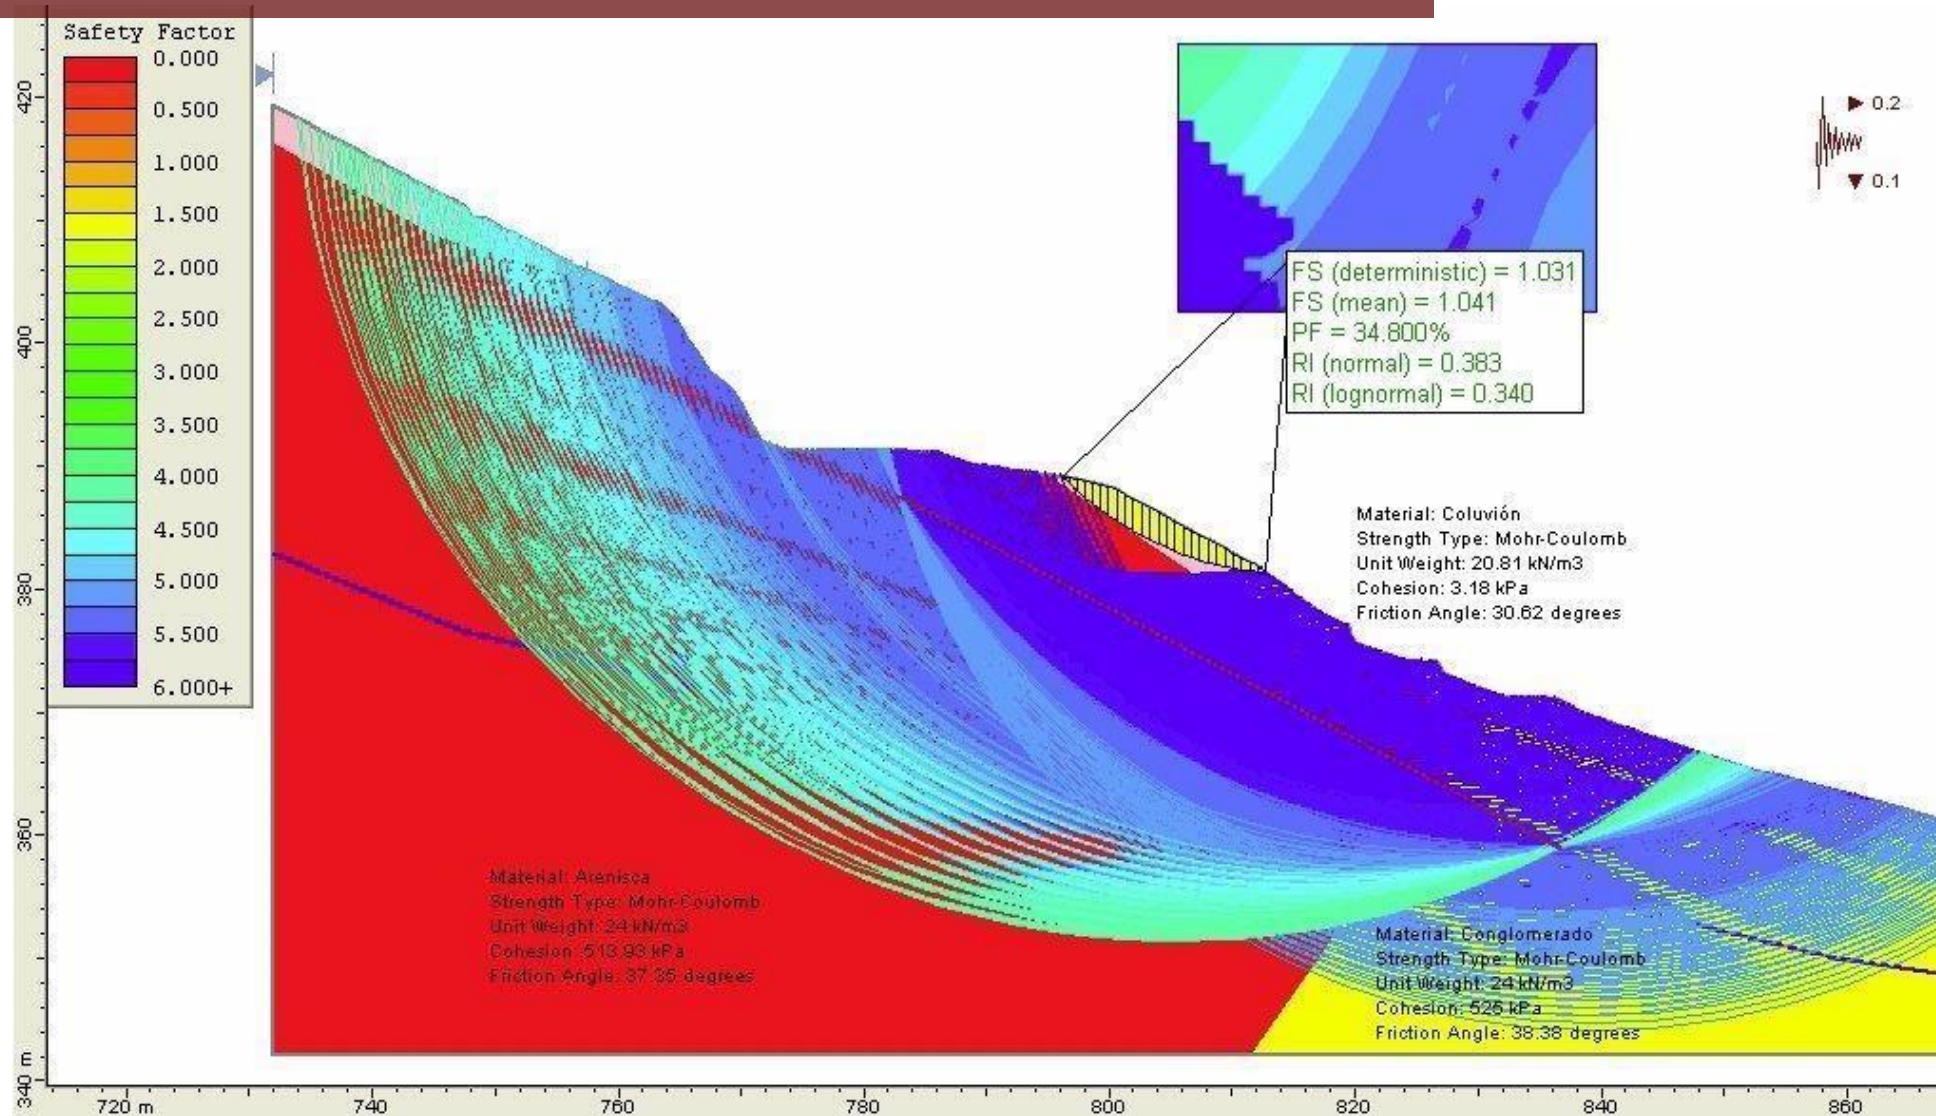 Safety Factor
0.000
0.500
1.000
1.500
2.000
2.500
3.000
3.500
4.000
4.500
5.000
5.500
6.000+
420
400
380
360
340 m
0.2
0.1
FS (deterministic) = 1.031
FS (mean) = 1.041
PF = 34.800%
RI (normal) = 0.383
RI (lognormal) = 0.340
Material: Coluvión
Strength Type: Mohr-Coulomb
Unit Weight: 20.81 kN/m3
Cohesion: 3.18 kPa
Friction Angle: 30.62 degrees
Material: Arenisca
Strength Type: Mohr-Coulomb
Unit Weight: 24 kN/m3
Cohesion: 513.93 kPa
Friction Angle: 37.35 degrees
Material: Conglomerado
Strength Type: Mohr-Coulomb
Unit Weight: 24 kN/m3
Cohesion: 525 kPa
Friction Angle: 38.38 degrees
720 m 740 760 780 800 820 840 860